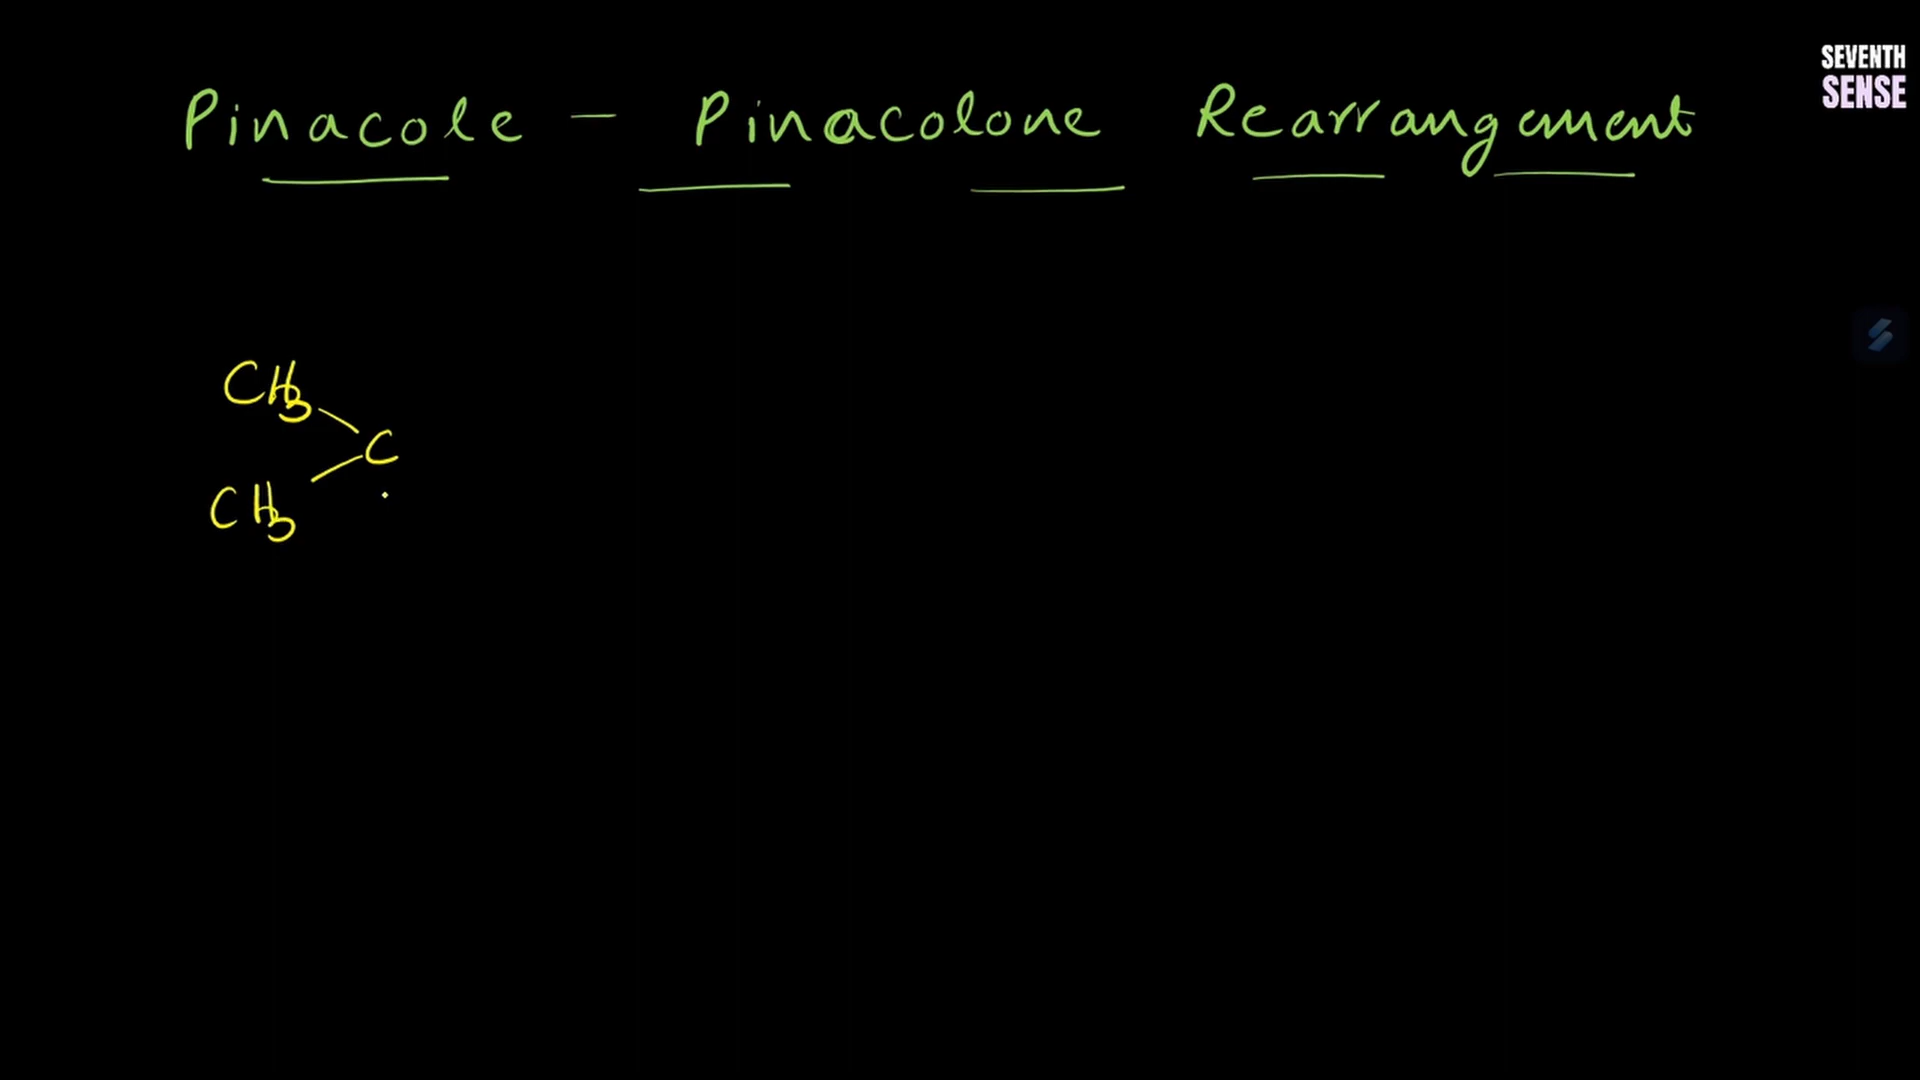 SEVENTH
SENSE
Pinacole - Pinacolone Rearrangement
CH3
C
CH3